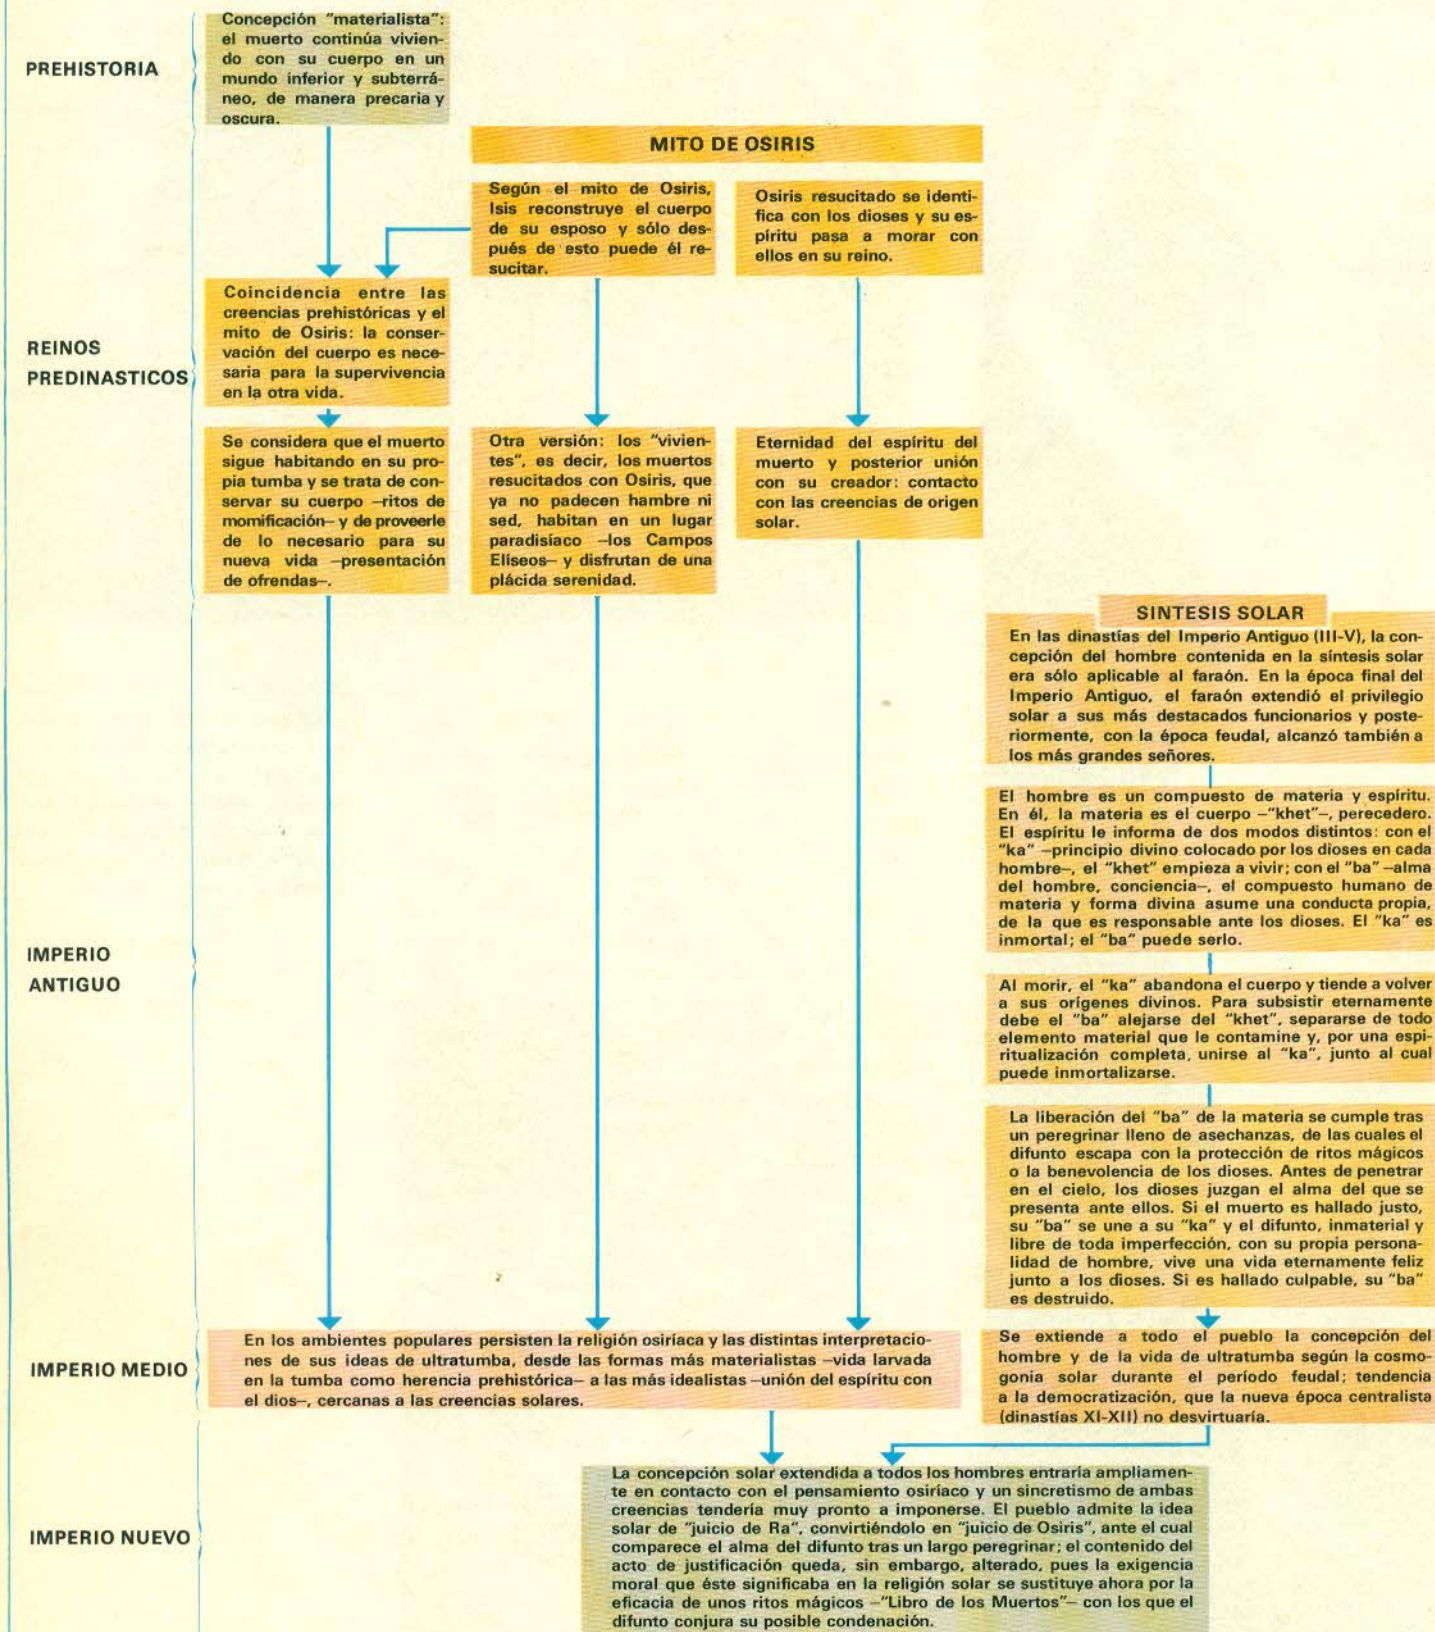 PREHISTORIA
Concepción "materialista":
el muerto continúa vivien-
do con su cuerpo en un
mundo inferior y subterrá-
neo, de manera precaria y
oscura.
MITO DE OSIRIS
Según el mito de Osiris,
Isis reconstruye el cuerpo
de su esposo y sólo des-
pués de esto puede él re-
sucitar.
Osiris resucitado se identi-
fica con los dioses y su es-
píritu pasa a morar con
ellos en su reino.
REINOS
PREDINASTICOS
Coincidencia entre las
creencias prehistóricas y el
mito de Osiris: la conser-
vación del cuerpo es nece-
saria para la supervivencia
en la otra vida.
Se considera que el muerto
sigue habitando en su pro-
pia tumba y se trata de con-
servar su cuerpo –ritos de
momificación– y de proveerle
de lo necesario para su
nueva vida –presentación
de ofrendas–.
Otra versión: los "vivien-
tes", es decir, los muertos
resucitados con Osiris, que
ya no padecen hambre ni
sed, habitan en un lugar
paradisíaco –los Campos
Elíseos– y disfrutan de una
plácida serenidad.
Eternidad del espíritu del
muerto y posterior unión
con su creador: contacto
con las creencias de origen
solar.
IMPERIO
ANTIGUO
SINTESIS SOLAR
En las dinastías del Imperio Antiguo (III-V), la con-
cepción del hombre contenida en la síntesis solar
era sólo aplicable al faraón. En la época final del
Imperio Antiguo, el faraón extendió el privilegio
solar a sus más destacados funcionarios y poste-
riormente, con la época feudal, alcanzó también a
los más grandes señores.
El hombre es un compuesto de materia y espíritu.
En él, la materia es el cuerpo –"khet"–, perecedero.
El espíritu le informa de dos modos distintos: con el
"ka" –principio divino colocado por los dioses en cada
hombre–, el "khet" empieza a vivir; con el "ba" –alma
del hombre, conciencia–, el compuesto humano de
materia y forma divina asume una conducta propia,
de la que es responsable ante los dioses. El "ka" es
inmortal; el "ba" puede serlo.
Al morir, el "ka" abandona el cuerpo y tiende a volver
a sus orígenes divinos. Para subsistir eternamente
debe el "ba" alejarse del "khet", separarse de todo
elemento material que le contamine y, por una espi-
ritualización completa, unirse al "ka", junto al cual
puede inmortalizarse.
La liberación del "ba" de la materia se cumple tras
un peregrinar lleno de asechanzas, de las cuales el
difunto escapa con la protección de ritos mágicos
o la benevolencia de los dioses. Antes de penetrar
en el cielo, los dioses juzgan el alma del que se
presenta ante ellos. Si el muerto es hallado justo,
su "ba" se une a su "ka" y el difunto, inmaterial y
libre de toda imperfección, con su propia persona-
lidad de hombre, vive una vida eternamente feliz
junto a los dioses. Si es hallado culpable, su "ba"
es destruido.
IMPERIO MEDIO
En los ambientes populares persisten la religión osiríaca y las distintas interpretacio-
nes de sus ideas de ultratumba, desde las formas más materialistas –vida larvada
en la tumba como herencia prehistórica– a las más idealistas –unión del espíritu con
el dios–, cercanas a las creencias solares.
Se extiende a todo el pueblo la concepción del
hombre y de la vida de ultratumba según la cosmo-
gonía solar durante el período feudal; tendencia
a la democratización, que la nueva época centralista
(dinastías XI-XII) no desvirtuaría.
IMPERIO NUEVO
La concepción solar extendida a todos los hombres entraría ampliamen-
te en contacto con el pensamiento osiríaco y un sincretismo de ambas
creencias tendería muy pronto a imponerse. El pueblo admite la idea
solar de "juicio de Ra", convirtiéndolo en "juicio de Osiris", ante el cual
comparece el alma del difunto tras un largo peregrinar; el contenido del
acto de justificación queda, sin embargo, alterado, pues la exigencia
moral que éste significaba en la religión solar se sustituye ahora por la
eficacia de unos ritos mágicos –"Libro de los Muertos"– con los que el
difunto conjura su posible condenación.